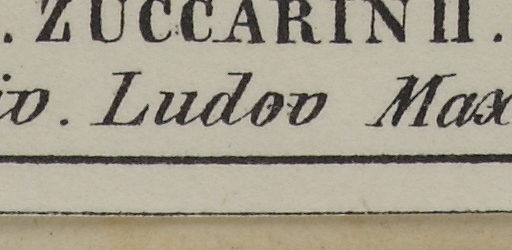 . ZUCCARINII.
iv. Ludov Max